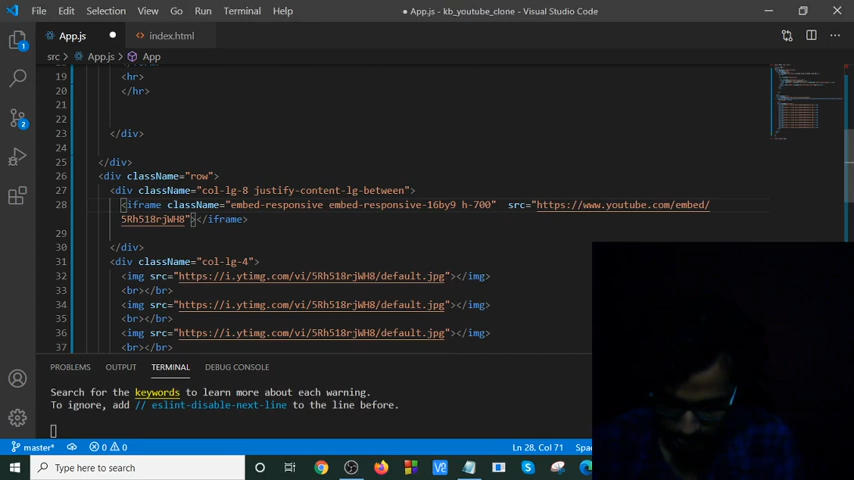 File Edit Selection View Go Run Terminal Help ● App.js - kb_youtube_clone - Visual Studio Code
App.js ● index.html
src > App.js > App
19 <hr>
20 </hr>
21
22
23 </div>
24
25 </div>
26 <div className="row">
27 <div className="col-lg-8 justify-content-lg-between">
28 <iframe className="embed-responsive embed-responsive-16by9 h-700" src="https://www.youtube.com/embed/
5Rh518rjWH8"></iframe>
29
30 </div>
31 <div className="col-lg-4">
32 <img src="https://i.ytimg.com/vi/5Rh518rjWH8/default.jpg"></img>
33 <br></br>
34 <img src="https://i.ytimg.com/vi/5Rh518rjWH8/default.jpg"></img>
35 <br></br>
36 <img src="https://i.ytimg.com/vi/5Rh518rjWH8/default.jpg"></img>
37 <br></br>
PROBLEMS OUTPUT TERMINAL DEBUG CONSOLE
Search for the keywords to learn more about each warning.
To ignore, add // eslint-disable-next-line to the line before.
master* 0 0 Ln 28, Col 71
Type here to search